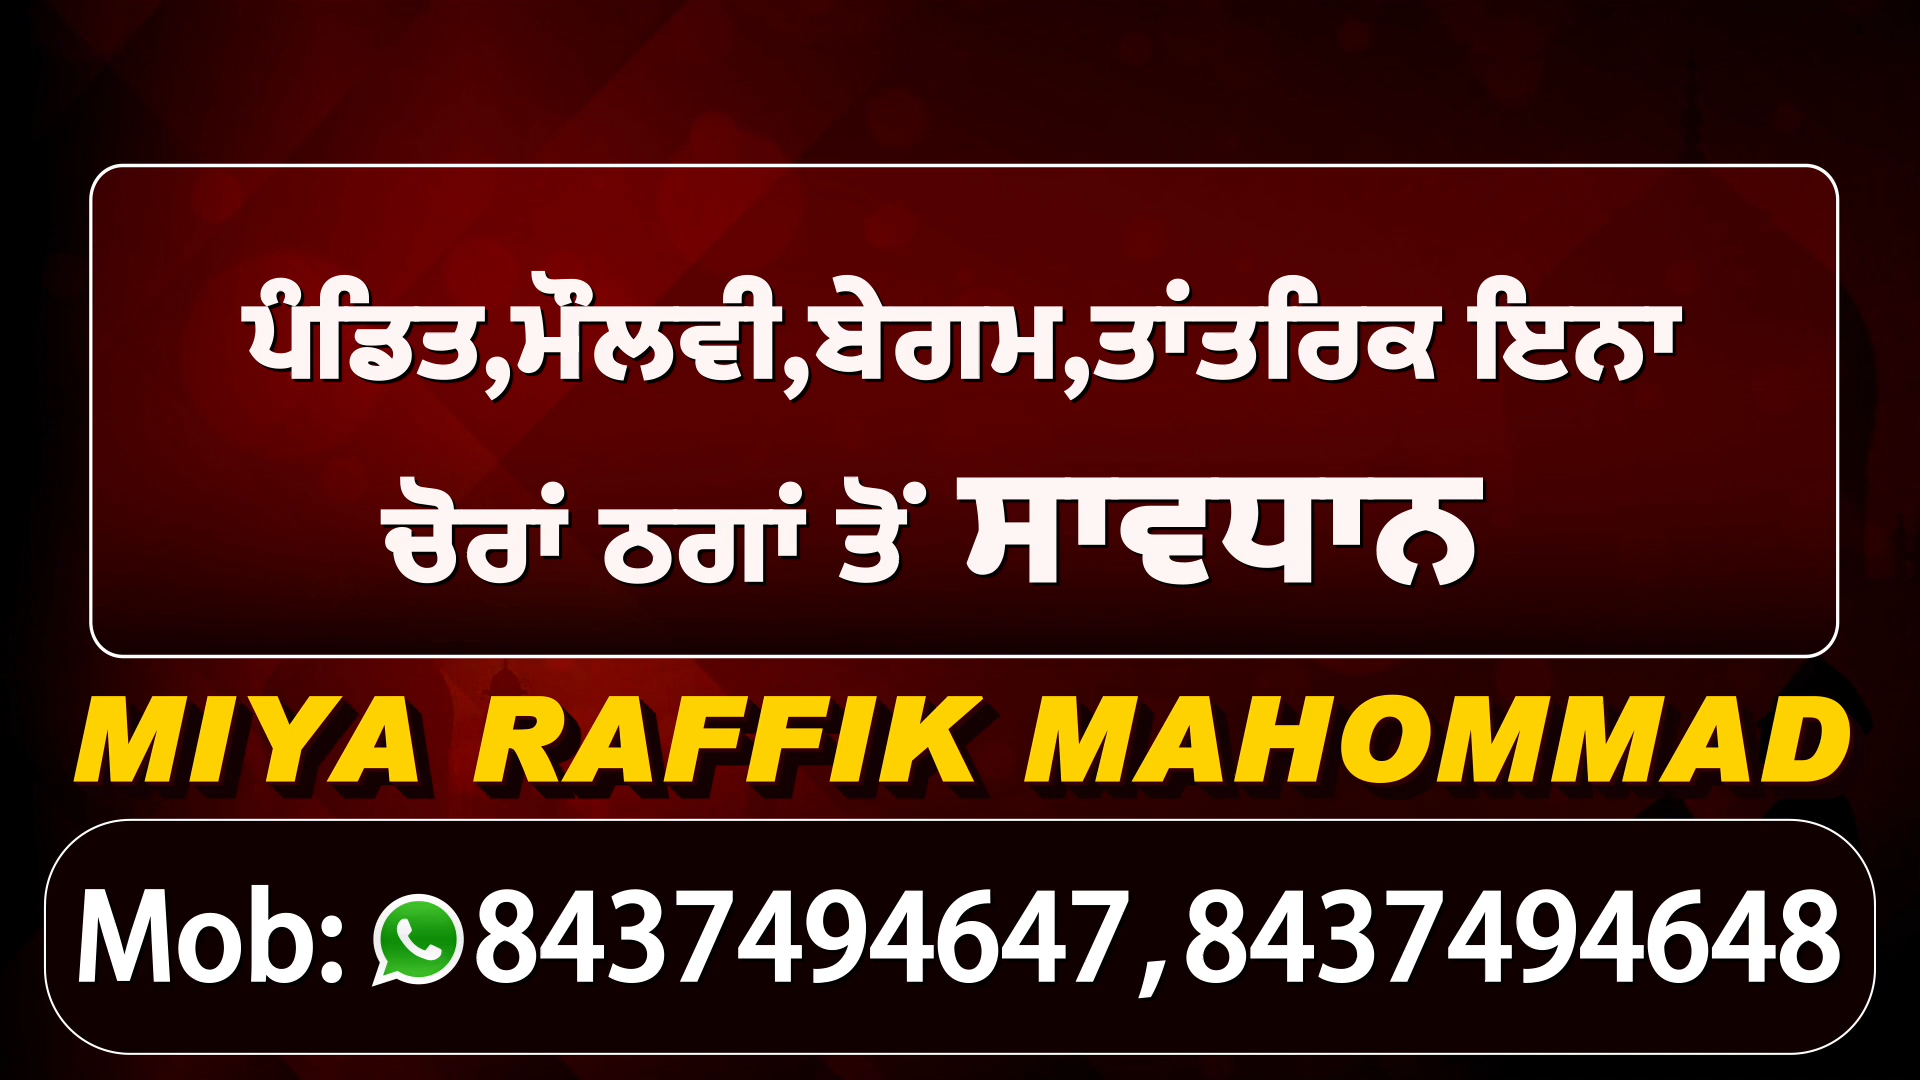 ਪੰਡਿਤ,ਮੌਲਵੀ,ਬੇਗਮ,ਤਾਂਤਰਿਕ ਇਨਾ
ਚੋਰਾਂ ਠਗਾਂ ਤੋਂ ਸਾਵਧਾਨ
MIYA RAFFIK MAHOMMAD
Mob: 8437494647, 8437494648